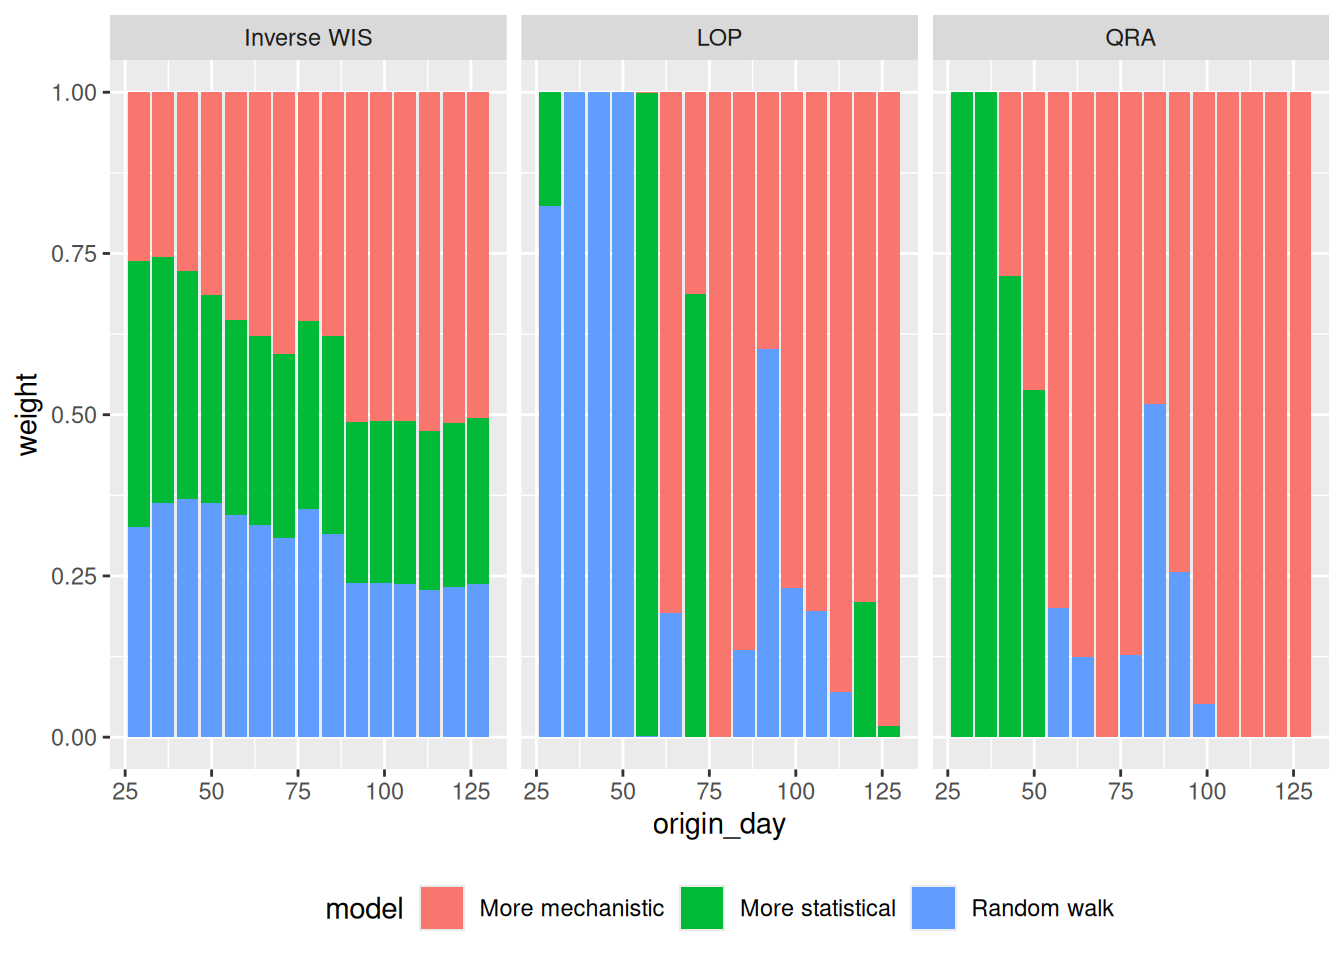 Inverse WIS LOP QRA
1.00
0.75
0.50
0.25
0.00
weight
25 50 75 100 125 25 50 75 100 125 25 50 75 100 125
origin_day
model More mechanistic More statistical Random walk